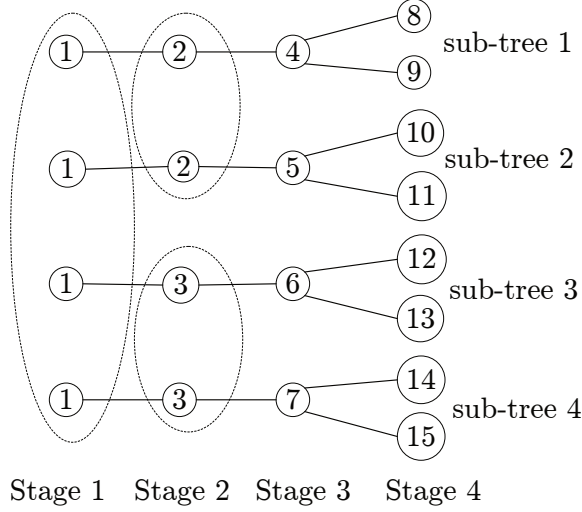 8
1 2 4 sub-tree 1
9
10
1 2 5 sub-tree 2
11
12
1 3 6 sub-tree 3
13
14
1 3 7 sub-tree 4
15
Stage 1 Stage 2 Stage 3 Stage 4